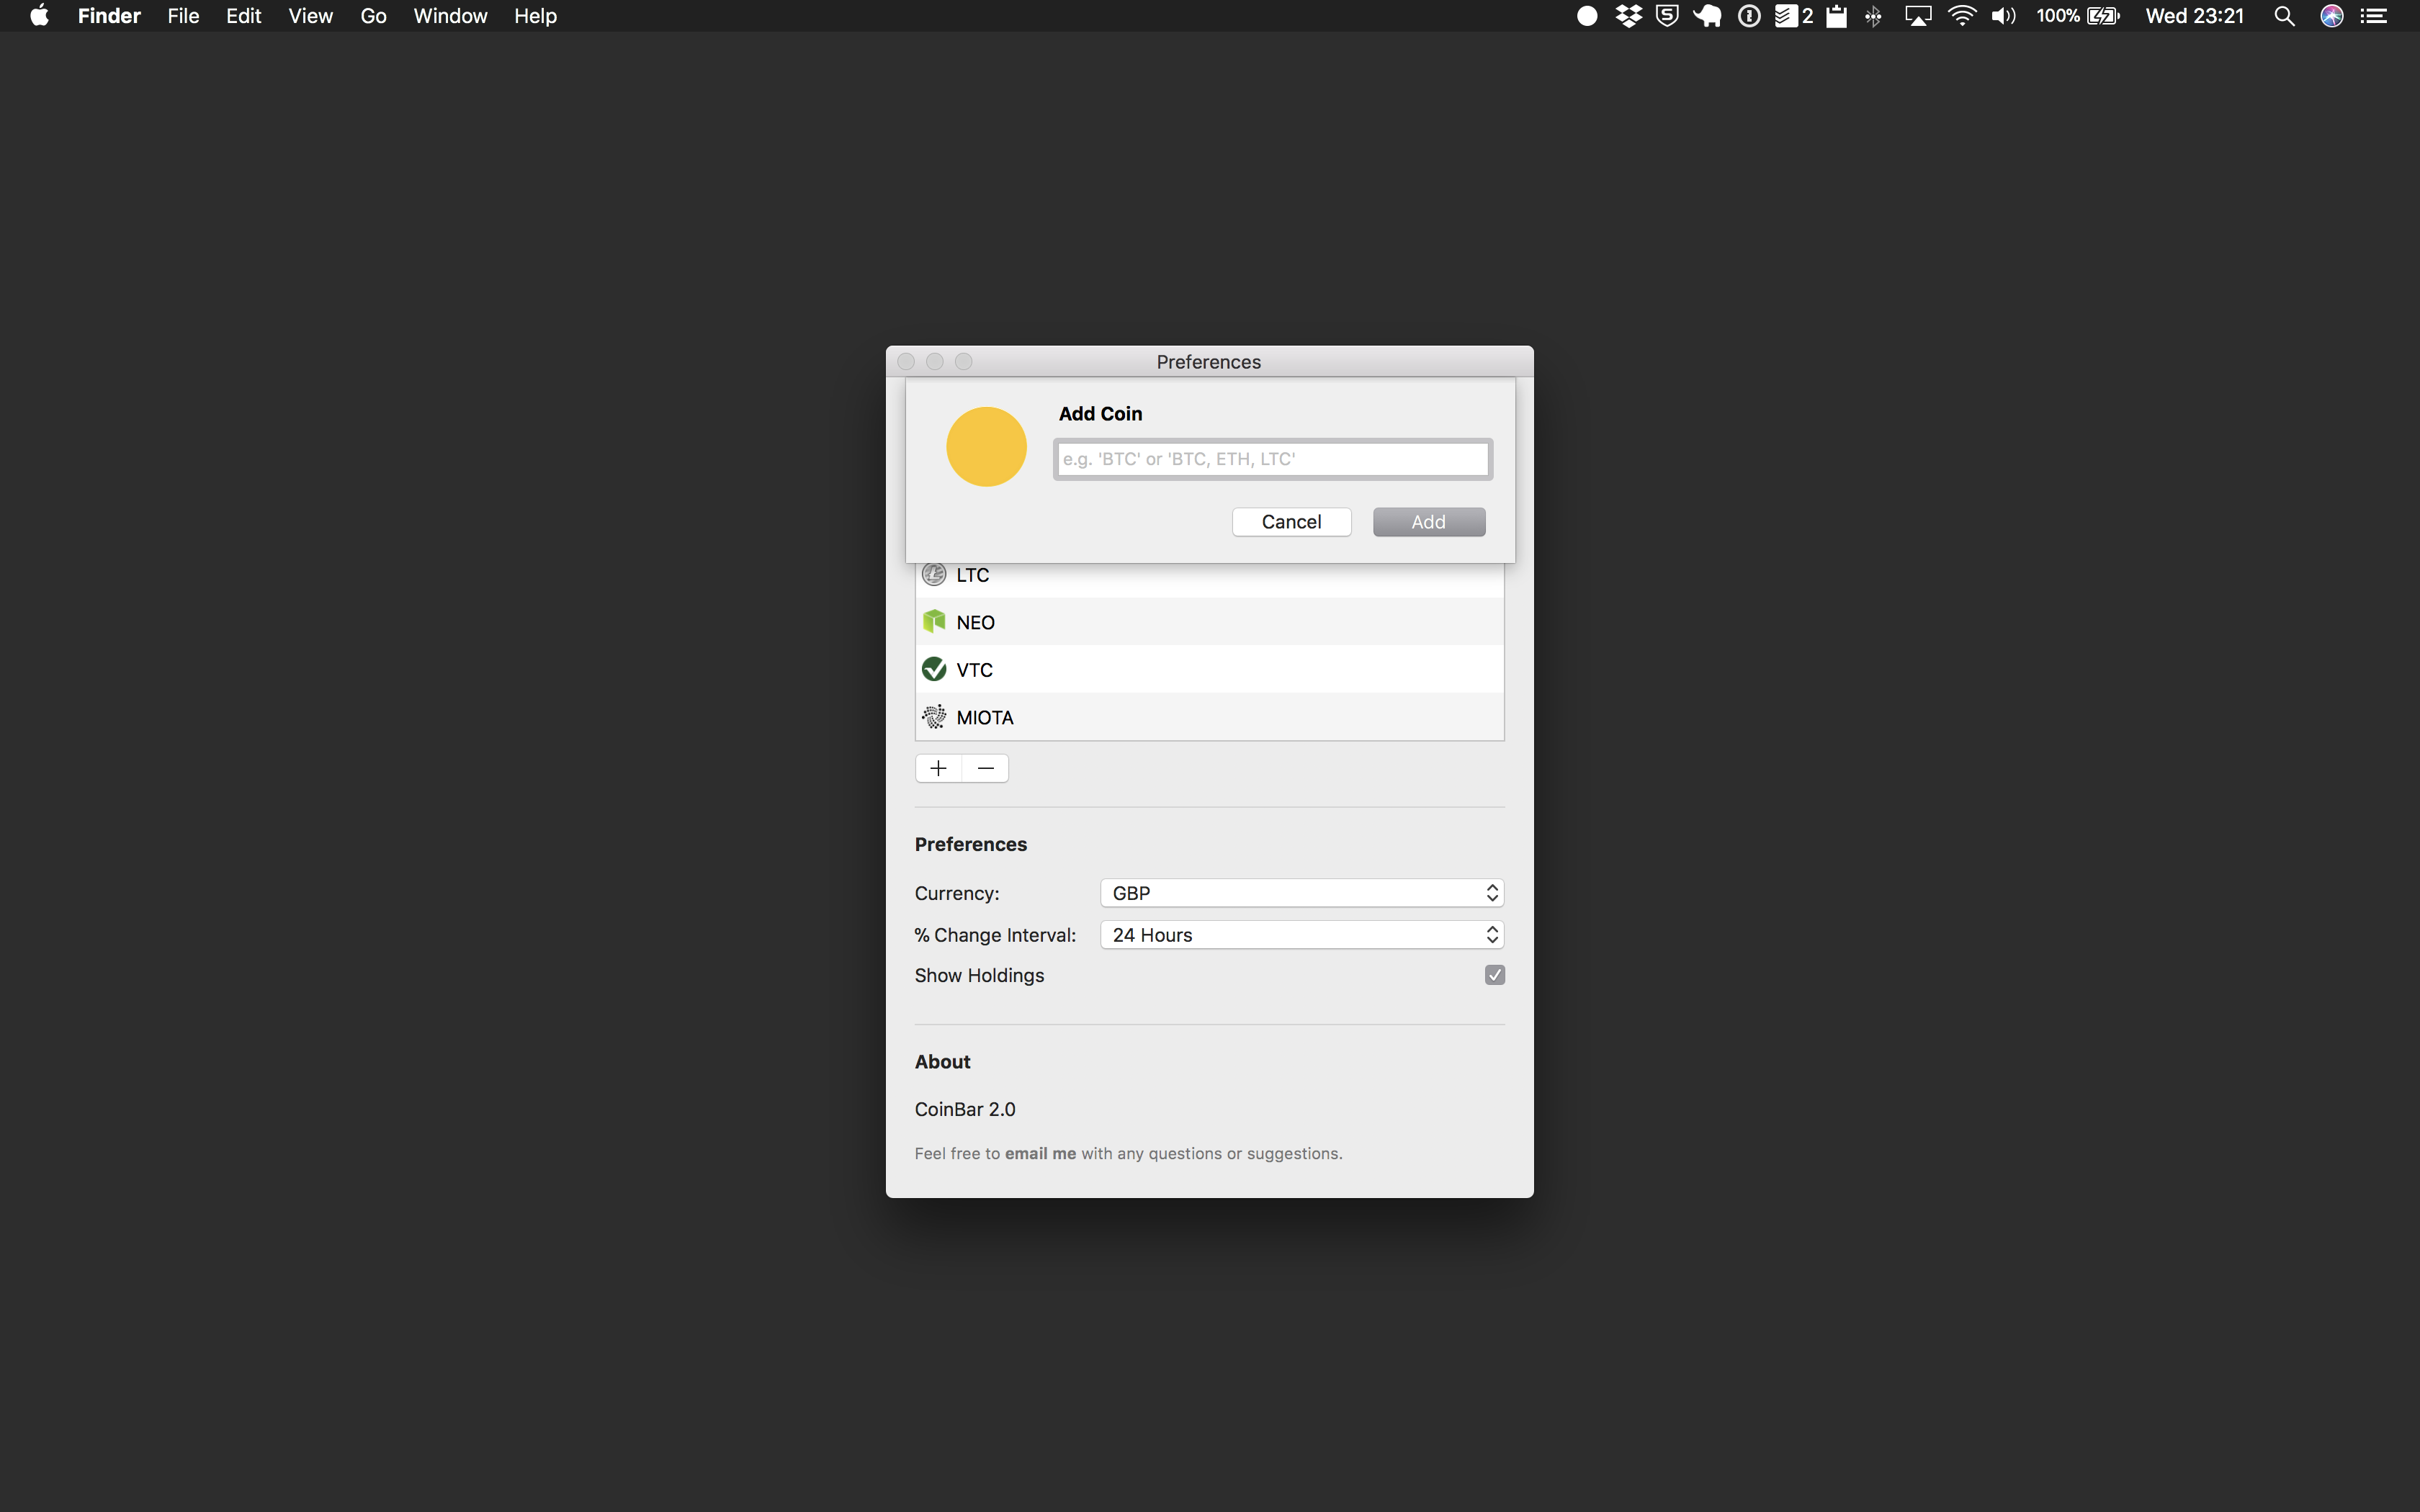 Finder File Edit View Go Window Help 2 100% Wed 23:21
Preferences
Add Coin
e.g. 'BTC' or 'BTC, ETH, LTC'
Cancel Add
LTC
NEO
VTC
MIOTA
Preferences
Currency: GBP
% Change Interval: 24 Hours
Show Holdings
About
CoinBar 2.0
Feel free to email me with any questions or suggestions.